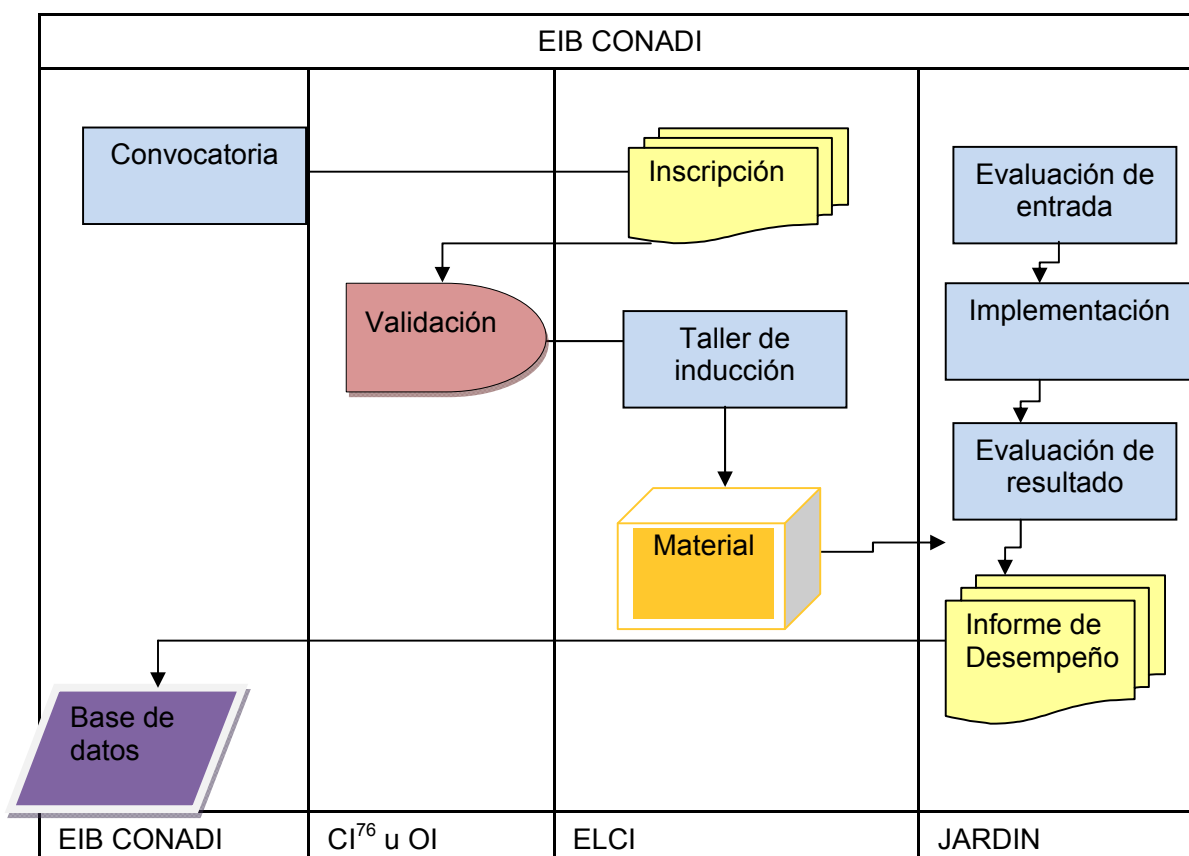 EIB CONADI
Convocatoria
Inscripción
Evaluación de
entrada
Validación
Taller de
inducción
Implementación
Evaluación de
resultado
Material
Informe de
Desempeño
Base de
datos
EIB CONADI
CI76 u OI
ELCI
JARDIN